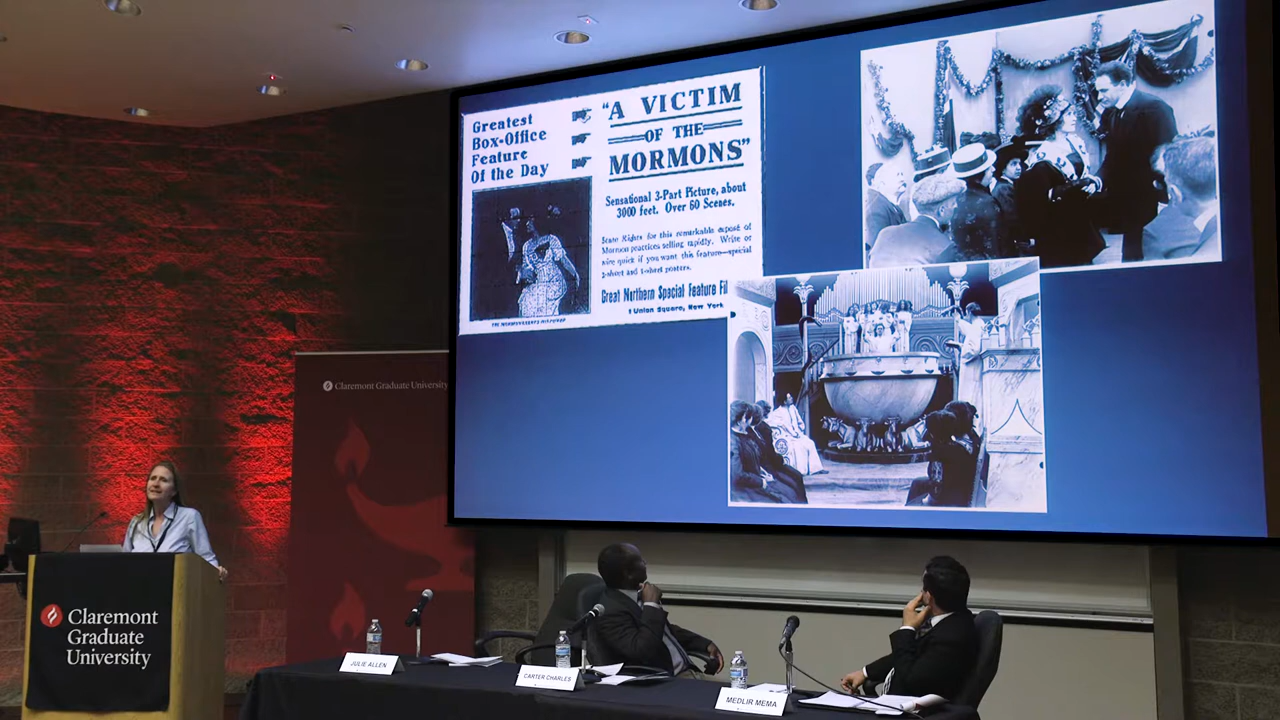 Greatest
Box-Office
Feature
Of the Day
"A VICTIM
OF THE
MORMONS"
Sensational 3-Part Picture, about
3000 feet. Over 60 Scenes.
State Rights for this remarkable exposé of
Mormon practices selling rapidly. Write or
wire quick if you want this feature—special
3-sheet and 1-sheet posters.
Great Northern Special Feature Fil
1 Union Square, New York
Claremont Graduate University
Claremont
Graduate
University
JULIE ALLEN
CARTER CHARLES
MEDLIR MEMA